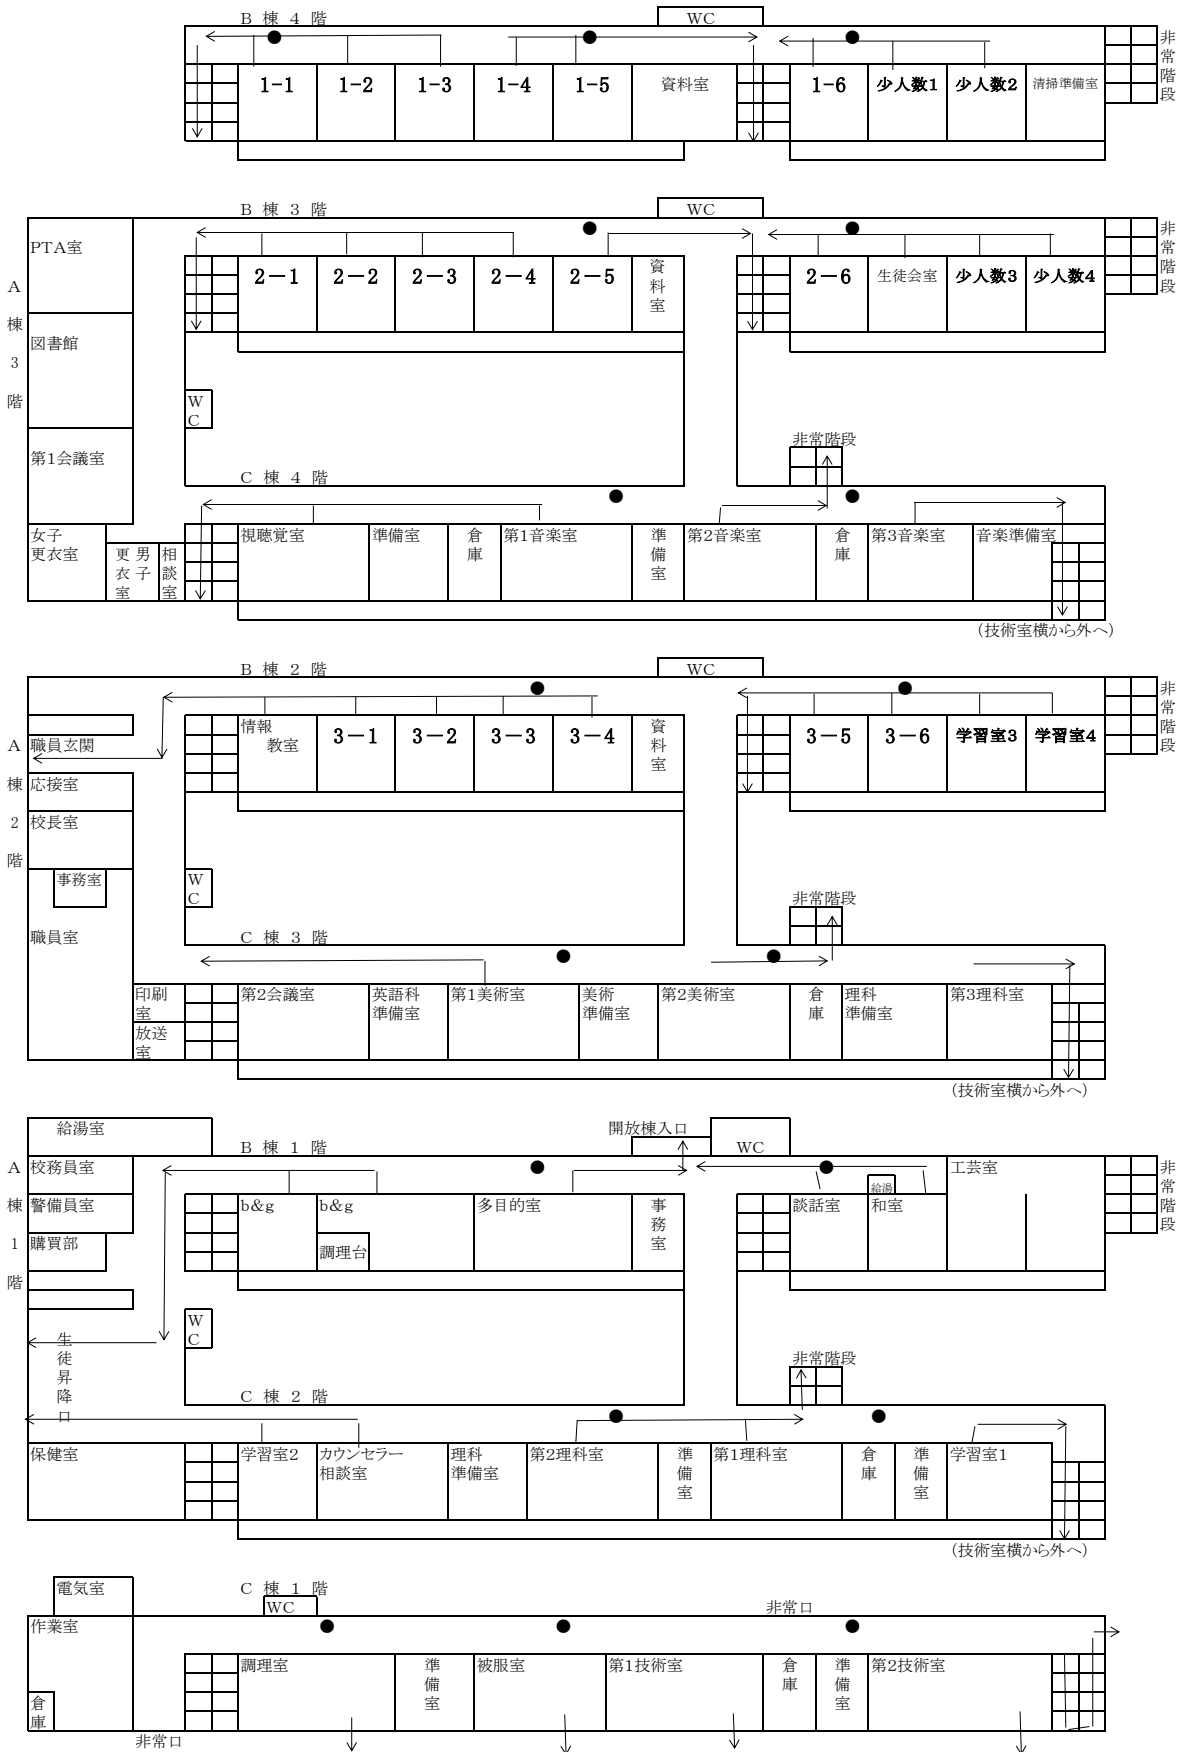 B 棟 4 階
WC
1-1
1-2
1-3
1-4
1-5
資料室
1-6
少人数1
少人数2
清掃準備室
非常階段
B 棟 3 階
WC
A 棟 3 階
PTA室
図書館
第1会議室
女子
更衣室
男子
更衣室
相談室
2－1
2－2
2－3
2－4
2－5
資料室
2－6
生徒会室
少人数3
少人数4
非常階段
WC
非常階段
C 棟 4 階
視聴覚室
準備室
倉庫
第1音楽室
準備室
第2音楽室
倉庫
第3音楽室
音楽準備室
(技術室横から外へ)
B 棟 2 階
WC
A 棟 2 階
職員玄関
応接室
校長室
事務室
職員室
印刷室
放送室
情報
教室
3－1
3－2
3－3
3－4
資料室
3－5
3－6
学習室3
学習室4
非常階段
WC
非常階段
C 棟 3 階
第2会議室
英語科
準備室
第1美術室
美術
準備室
第2美術室
倉庫
理科
準備室
第3理科室
(技術室横から外へ)
給湯室
B 棟 1 階
開放棟入口
WC
A 棟 1 階
校務員室
警備員室
購買部
生徒昇降口
保健室
b&g
b&g
調理台
多目的室
事務室
談話室
給湯
和室
工芸室
非常階段
WC
非常階段
C 棟 2 階
学習室2
カウンセラー
相談室
理科
準備室
第2理科室
準備室
第1理科室
倉庫
準備室
学習室1
(技術室横から外へ)
電気室
C 棟 1 階
WC
非常口
作業室
倉庫
調理室
準備室
被服室
第1技術室
倉庫
準備室
第2技術室
非常口